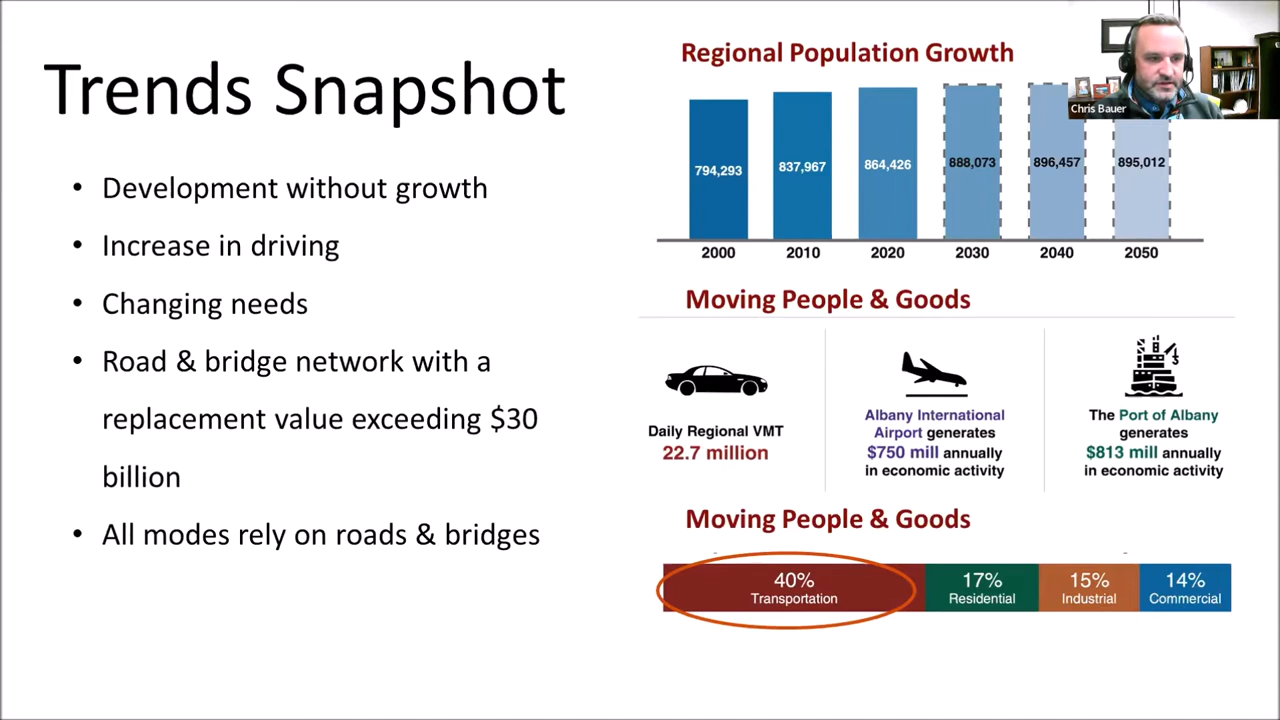 Trends Snapshot
• Development without growth
• Increase in driving
• Changing needs
• Road & bridge network with a
replacement value exceeding $30
billion
• All modes rely on roads & bridges
Regional Population Growth
Chris Bauer
794,293
837,967
864,426
888,073
896,457
895,012
2000
2010
2020
2030
2040
2050
Moving People & Goods
Daily Regional VMT
22.7 million
Albany International
Airport generates
$750 mill annually
in economic activity
The Port of Albany
generates
$813 mill annually
in economic activity
Moving People & Goods
40%
Transportation
17%
Residential
15%
Industrial
14%
Commercial